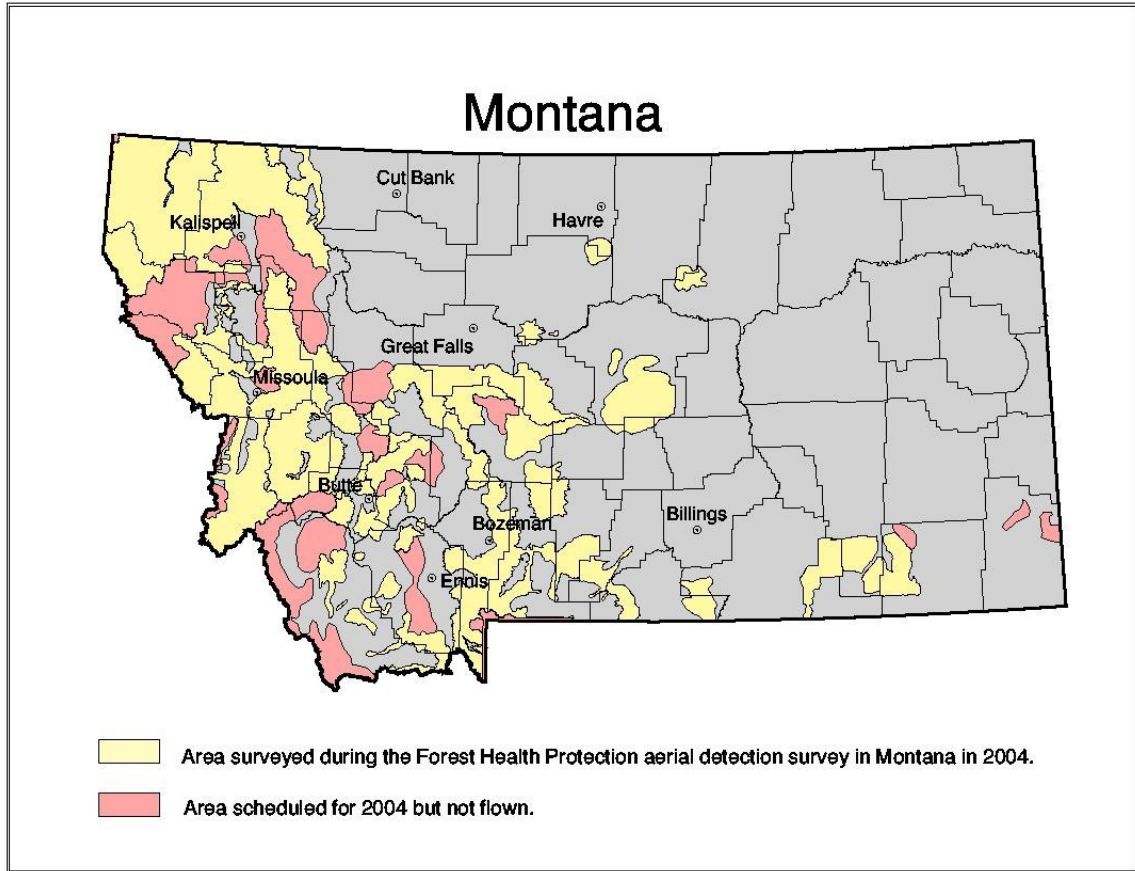 Montana
Cut Bank
Kalispell
Havre
Great Falls
Missoula
Butte
Billings
Bozeman
Ennis
Area surveyed during the Forest Health Protection aerial detection survey in Montana in 2004.
Area scheduled for 2004 but not flown.